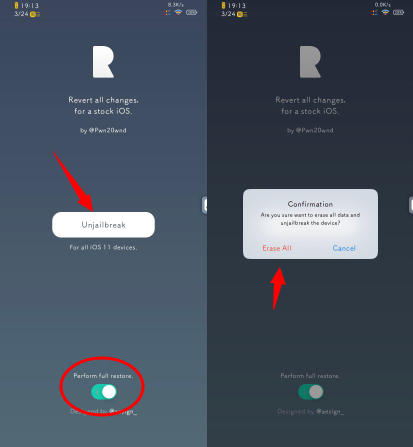 19:13
8.3K/s
3/24
R
Revert all changes,
for a stock iOS.
by @Pwn20wnd
Unjailbreak
For all iOS 11 devices.
Perform full restore.
Designed by @aesign_
19:13
0.0K/s
3/24
R
Revert all changes,
for a stock iOS.
by @Pwn20wnd
Confirmation
Are you sure want to erase all data and
unjailbreak the device?
Erase All
Cancel
Perform full restore.
Designed by @aesign_